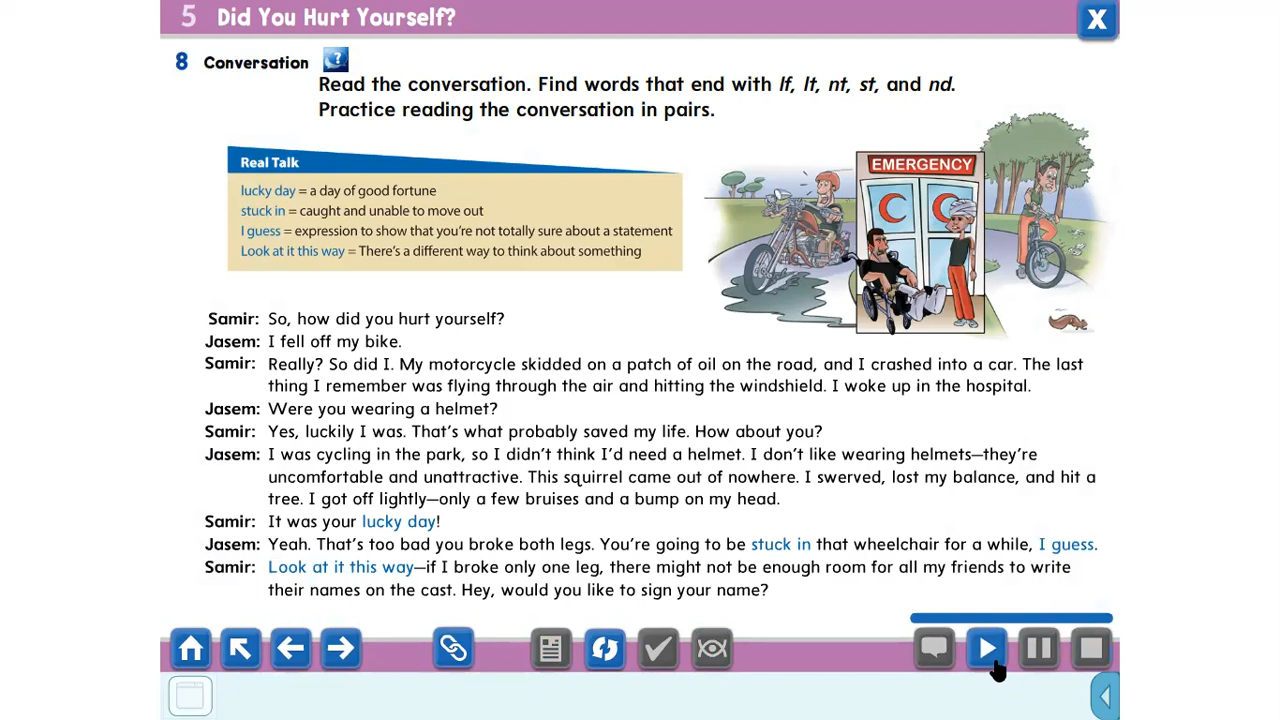 5 Did You Hurt Yourself?
X
8 Conversation ?
Read the conversation. Find words that end with lf, lt, nt, st, and nd.
Practice reading the conversation in pairs.
Real Talk
lucky day = a day of good fortune
stuck in = caught and unable to move out
I guess = expression to show that you're not totally sure about a statement
Look at it this way = There's a different way to think about something
EMERGENCY
Samir: So, how did you hurt yourself?
Jasem: I fell off my bike.
Samir: Really? So did I. My motorcycle skidded on a patch of oil on the road, and I crashed into a car. The last
thing I remember was flying through the air and hitting the windshield. I woke up in the hospital.
Jasem: Were you wearing a helmet?
Samir: Yes, luckily I was. That's what probably saved my life. How about you?
Jasem: I was cycling in the park, so I didn't think I'd need a helmet. I don't like wearing helmets—they're
uncomfortable and unattractive. This squirrel came out of nowhere. I swerved, lost my balance, and hit a
tree. I got off lightly—only a few bruises and a bump on my head.
Samir: It was your lucky day!
Jasem: Yeah. That's too bad you broke both legs. You're going to be stuck in that wheelchair for a while, I guess.
Samir: Look at it this way—if I broke only one leg, there might not be enough room for all my friends to write
their names on the cast. Hey, would you like to sign your name?